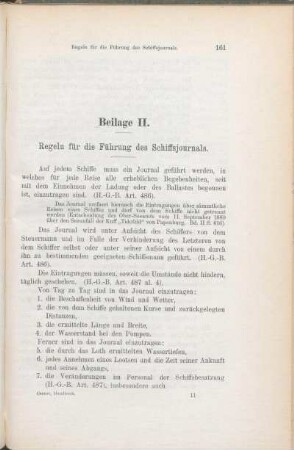 Regeln für die Führung des Schiffsjournals. 161
Beilage II.
Regeln für die Führung des Schiffsjournals.
Auf jedem Schiffe muss ein Journal geführt werden, in
welches für jede Reise alle erheblichen Begebenheiten, seit
mit dem Einnehmen der Ladung oder des Ballastes begonnen
ist, einzutragen sind. (H.-G.-B. Art. 486).
Das Journal umfasst hiernach die Eintragungen über sämmtliche
Reisen eines Schiffes und darf von dem Schiffe nicht getrennt
werden (Entscheidung des Ober-Seeamts vom 11. September 1880
über den Seeunfall der Kuff „ von Papenburg. Bd. II S.
Das Journal wird unter Aufsicht des Schiffers von dem
Steuermann und im Falle der Verhinderung des Letzteren von
dem Schiffer selbst oder unter seiner Aufsicht von einem durch
ihn zu bestimmenden geeigneten Schiffsmann geführt. (H.-G.-B.
Art. 486).
Die Eintragungen müssen, soweit die Umstände nicht hindern,
täglich geschehen. (H.-G.-B. Art. 487 al. 4).
Von Tag zu Tag sind in das Journal einzutragen:
1. die Beschaffenheit von Wind und Wetter,
2. die von dem Schiffe gehaltenen Kurse und zurückgelegten
Distanzen,
3. die ermittelte Länge und Breite,
4. der Wasserstand bei den Pumpen.
Ferner sind in das Journal einzutragen:
5. die durch das Loth ermittelten Wassertiefen,
6. jedes Annehmen eines Lootsen und die Zeit seiner Ankunft
und seines Abgangs,
7. die Veränderungen im Personal der Schiffsbesatzung
(H.-G.-B. Art. 487), insbesondere auch
11